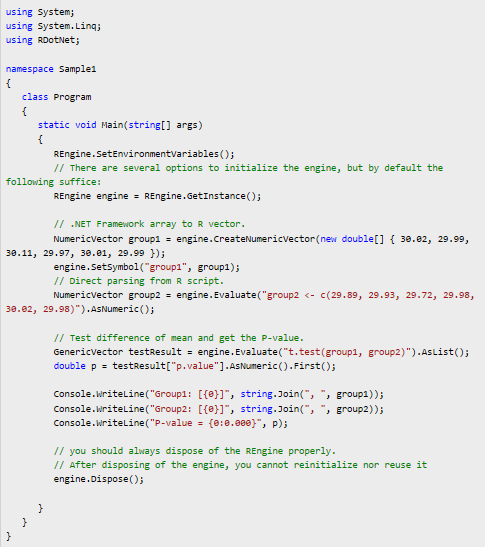 using System;
using System.Linq;
using RDotNet;

namespace Sample1
{
   class Program
   {
      static void Main(string[] args)
      {
         REngine.SetEnvironmentVariables();
         // There are several options to initialize the engine, but by default the
following suffice:
         REngine engine = REngine.GetInstance();

         // .NET Framework array to R vector.
         NumericVector group1 = engine.CreateNumericVector(new double[] { 30.02, 29.99,
30.11, 29.97, 30.01, 29.99 });
         engine.SetSymbol("group1", group1);
         // Direct parsing from R script.
         NumericVector group2 = engine.Evaluate("group2 <- c(29.89, 29.93, 29.72, 29.98,
30.02, 29.98)").AsNumeric();

         // Test difference of mean and get the P-value.
         GenericVector testResult = engine.Evaluate("t.test(group1, group2)").AsList();
         double p = testResult["p.value"].AsNumeric().First();

         Console.WriteLine("Group1: [{0}]", string.Join(", ", group1));
         Console.WriteLine("Group2: [{0}]", string.Join(", ", group2));
         Console.WriteLine("P-value = {0:0.000}", p);

         // you should always dispose of the REngine properly.
         // After disposing of the engine, you cannot reinitialize nor reuse it
         engine.Dispose();

      }
   }
}